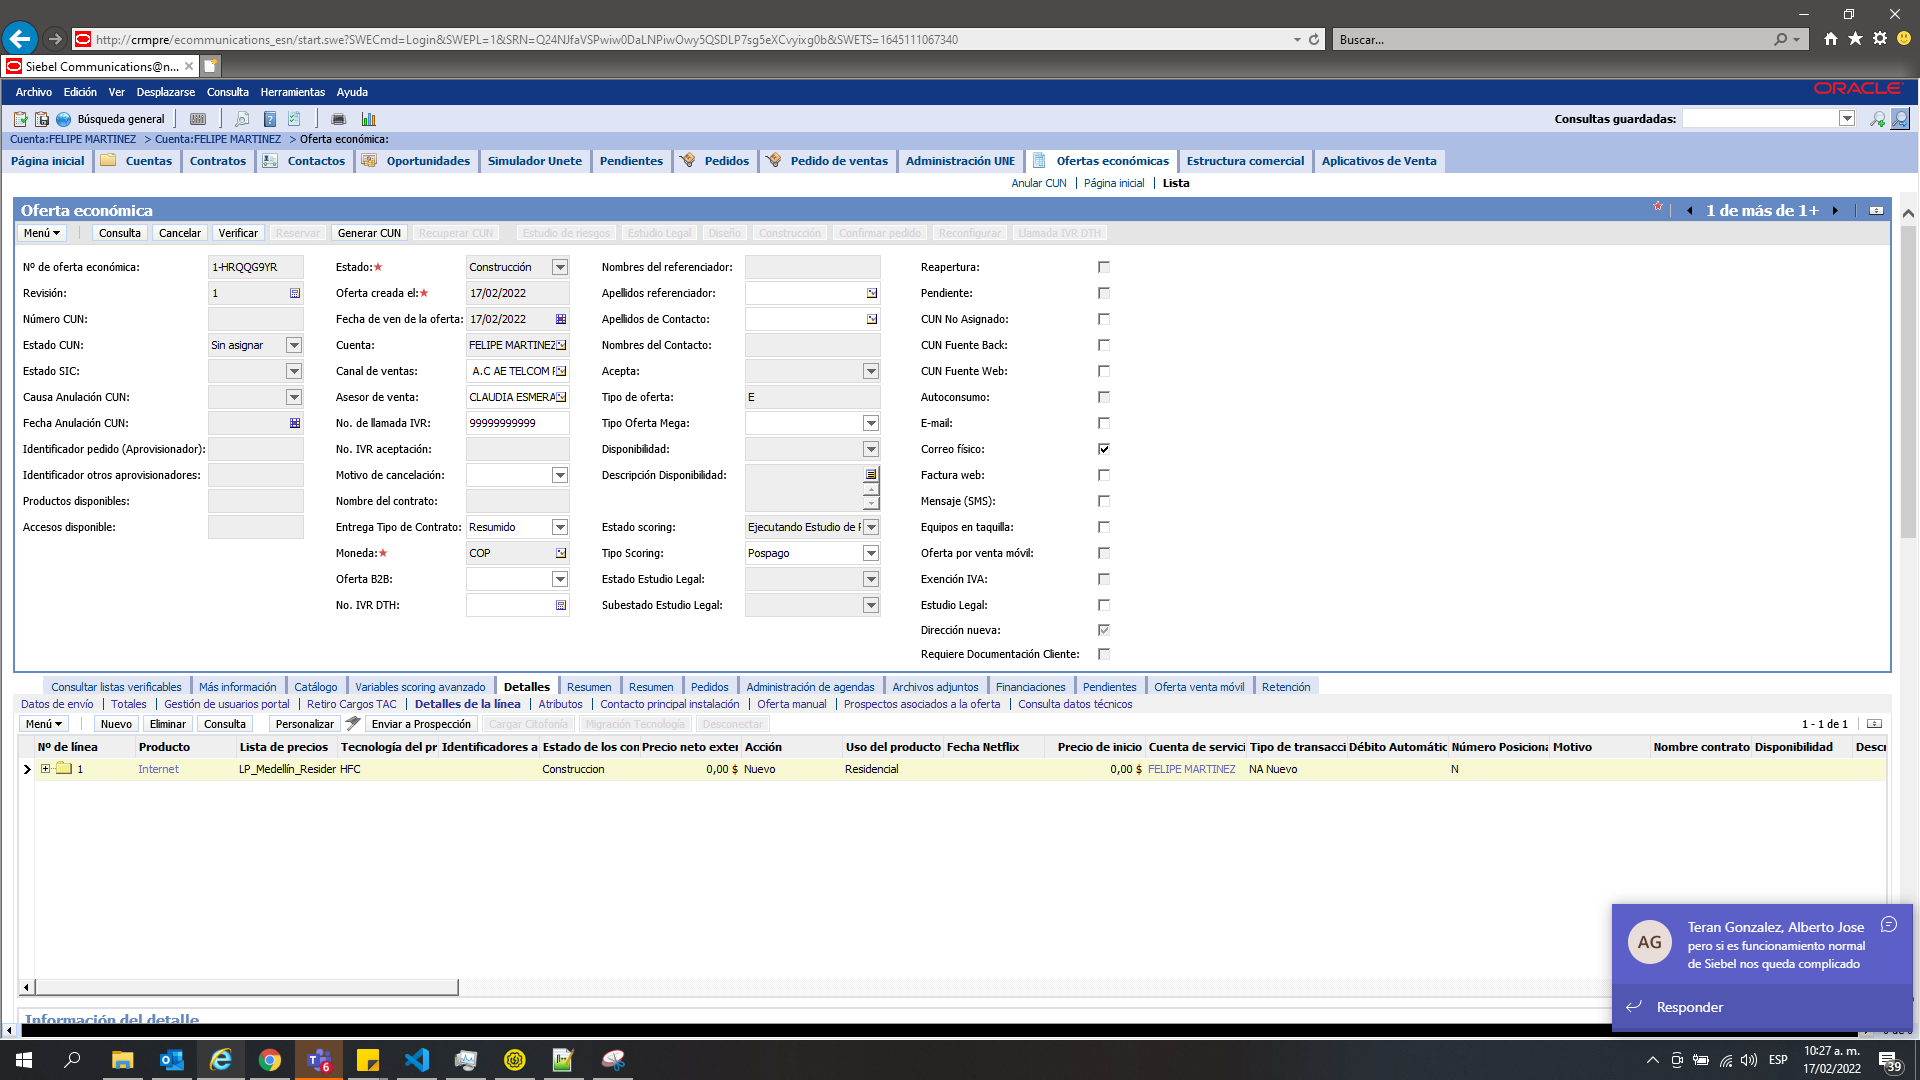 http://crmpre/ecommunications_esn/start.swe?SWECmd=Login&SWEPL=1&SRN=Q24NJfaVSPwiw0DaLNPiwOwy5QSDLP7sg5eXCvyixg0b&SWETS=1645111067340
Buscar...
Siebel Communications@n...
Archivo Edición Ver Desplazarse Consulta Herramientas Ayuda
ORACLE
Búsqueda general
Consultas guardadas:
Cuenta:FELIPE MARTINEZ > Cuenta:FELIPE MARTINEZ > Oferta económica:
Página inicial Cuentas Contratos Contactos Oportunidades Simulador Unete Pendientes Pedidos Pedido de ventas Administración UNE Ofertas económicas Estructura comercial Aplicativos de Venta
Anular CUN | Página inicial | Lista
Oferta económica
1 de más de 1+
Menú Consulta Cancelar Verificar Reservar Generar CUN Recuperar CUN Estudio de riesgos Estudio Legal Diseño Construcción Confirmar pedido Reconfigurar Llamada IVR DTH
Nº de oferta económica: 1-HRQQG9YR
Revisión: 1
Número CUN:
Estado CUN: Sin asignar
Estado SIC:
Causa Anulación CUN:
Fecha Anulación CUN:
Identificador pedido (Aprovisionador):
Identificador otros aprovisionadores:
Productos disponibles:
Accesos disponible:
Estado:★ Construcción
Oferta creada el:★ 17/02/2022
Fecha de ven de la oferta: 17/02/2022
Cuenta: FELIPE MARTINEZ
Canal de ventas: A.C AE TELCOM
Asesor de venta: CLAUDIA ESMERA
No. de llamada IVR: 99999999999
No. IVR aceptación:
Motivo de cancelación:
Nombre del contrato:
Entrega Tipo de Contrato: Resumido
Moneda:★ COP
Oferta B2B:
No. IVR DTH:
Nombres del referenciador:
Apellidos referenciador:
Apellidos de Contacto:
Nombres del Contacto:
Acepta:
Tipo de oferta: E
Tipo Oferta Mega:
Disponibilidad:
Descripción Disponibilidad:
Estado scoring: Ejecutando Estudio de
Tipo Scoring: Pospago
Estado Estudio Legal:
Subestado Estudio Legal:
Reapertura:
Pendiente:
CUN No Asignado:
CUN Fuente Back:
CUN Fuente Web:
Autoconsumo:
E-mail:
Correo físico:
Factura web:
Mensaje (SMS):
Equipos en taquilla:
Oferta por venta móvil:
Exención IVA:
Estudio Legal:
Dirección nueva:
Requiere Documentación Cliente:
Consultar listas verificables Más información Catálogo Variables scoring avanzado Detalles Resumen Resumen Pedidos Administración de agendas Archivos adjuntos Financiaciones Pendientes Oferta venta móvil Retención
Datos de envío | Totales | Gestión de usuarios portal | Retiro Cargos TAC | Detalles de la línea | Atributos | Contacto principal instalación | Oferta manual | Prospectos asociados a la oferta | Consulta datos técnicos
Menú Nuevo Eliminar Consulta Personalizar Enviar a Prospección Cargar Citofonía Migración Tecnología Desconectar
1 - 1 de 1
Nº de línea Producto Lista de precios Tecnología del pr Identificadores a Estado de los con Precio neto exter Acción Uso del producto Fecha Netflix Precio de inicio Cuenta de servici Tipo de transacci Débito Automátic Número Posiciona Motivo Nombre contrato Disponibilidad Descr
1 Internet LP_Medellín_Resider HFC Construccion 0,00 $ Nuevo Residencial 0,00 $ FELIPE MARTINEZ NA Nuevo N
Información del detalle
AG
Teran Gonzalez, Alberto Jose
pero si es funcionamiento normal
de Siebel nos queda complicado
Responder
6
ESP
10:27 a. m.
17/02/2022
39